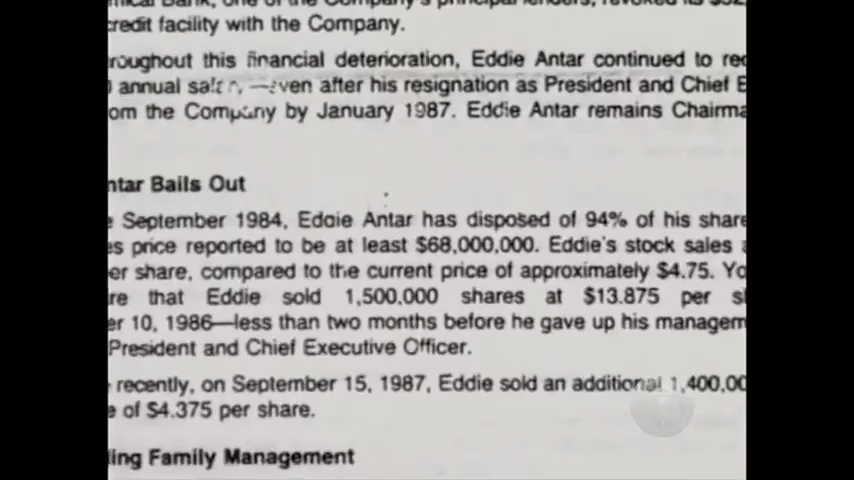 credit facility with the Company.
roughout this financial deterioration, Eddie Antar continued to
annual salary, —even after his resignation as President and Chief
om the Company by January 1987. Eddie Antar remains
ntar Bails Out
September 1984, Eddie Antar has disposed of 94% of his share
es price reported to be at least $68,000,000. Eddie's stock sales
er share, compared to the current price of approximately $4.75.
re that Eddie sold 1,500,000 shares at $13.875 per
er 10, 1986—less than two months before he gave up his
President and Chief Executive Officer.
recently, on September 15, 1987, Eddie sold an additional 1,400,00
of $4.375 per share.
ling Family Management